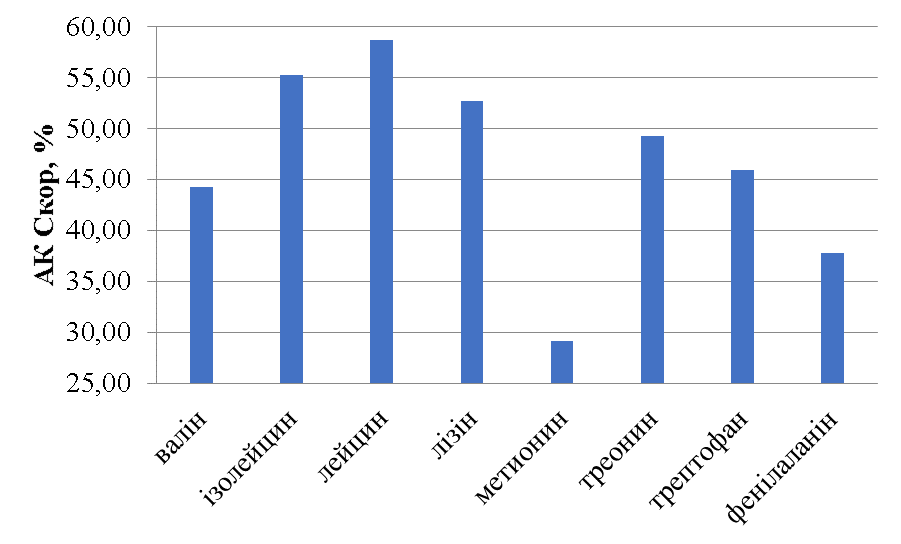 АК Скор, %
60,00
55,00
50,00
45,00
40,00
35,00
30,00
25,00
валін
ізолейцин
лейцин
лізін
метионин
треонин
трептофан
фенілаланін